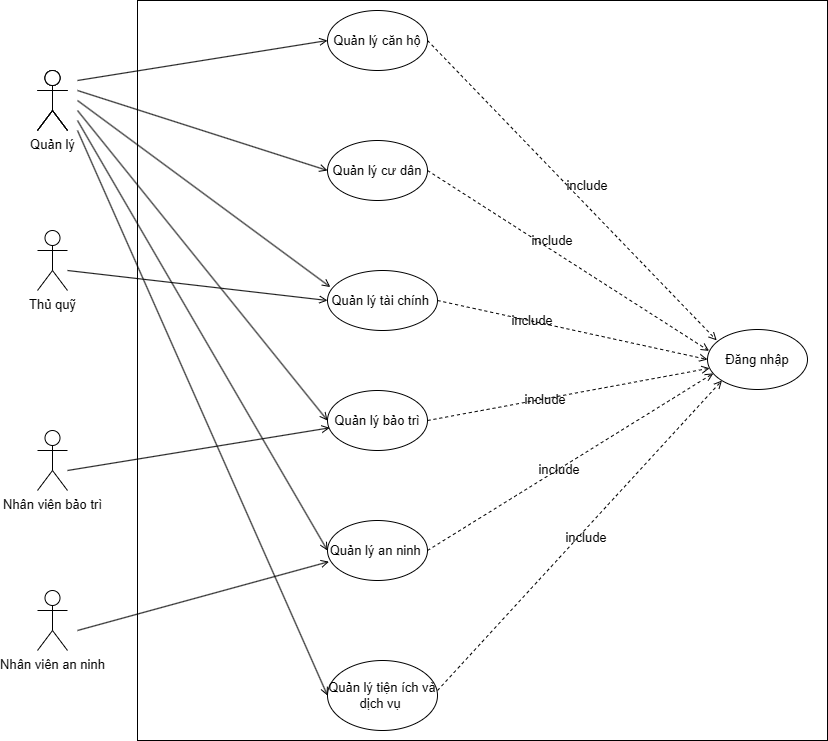 Quản lý căn hộ
Quản lý
Quản lý cư dân
include
include
Thủ quỹ
Quản lý tài chính
include
Đăng nhập
include
Quản lý bảo trì
Nhân viên bảo trì
include
include
Quản lý an ninh
Nhân viên an ninh
Quản lý tiện ích và
dịch vụ